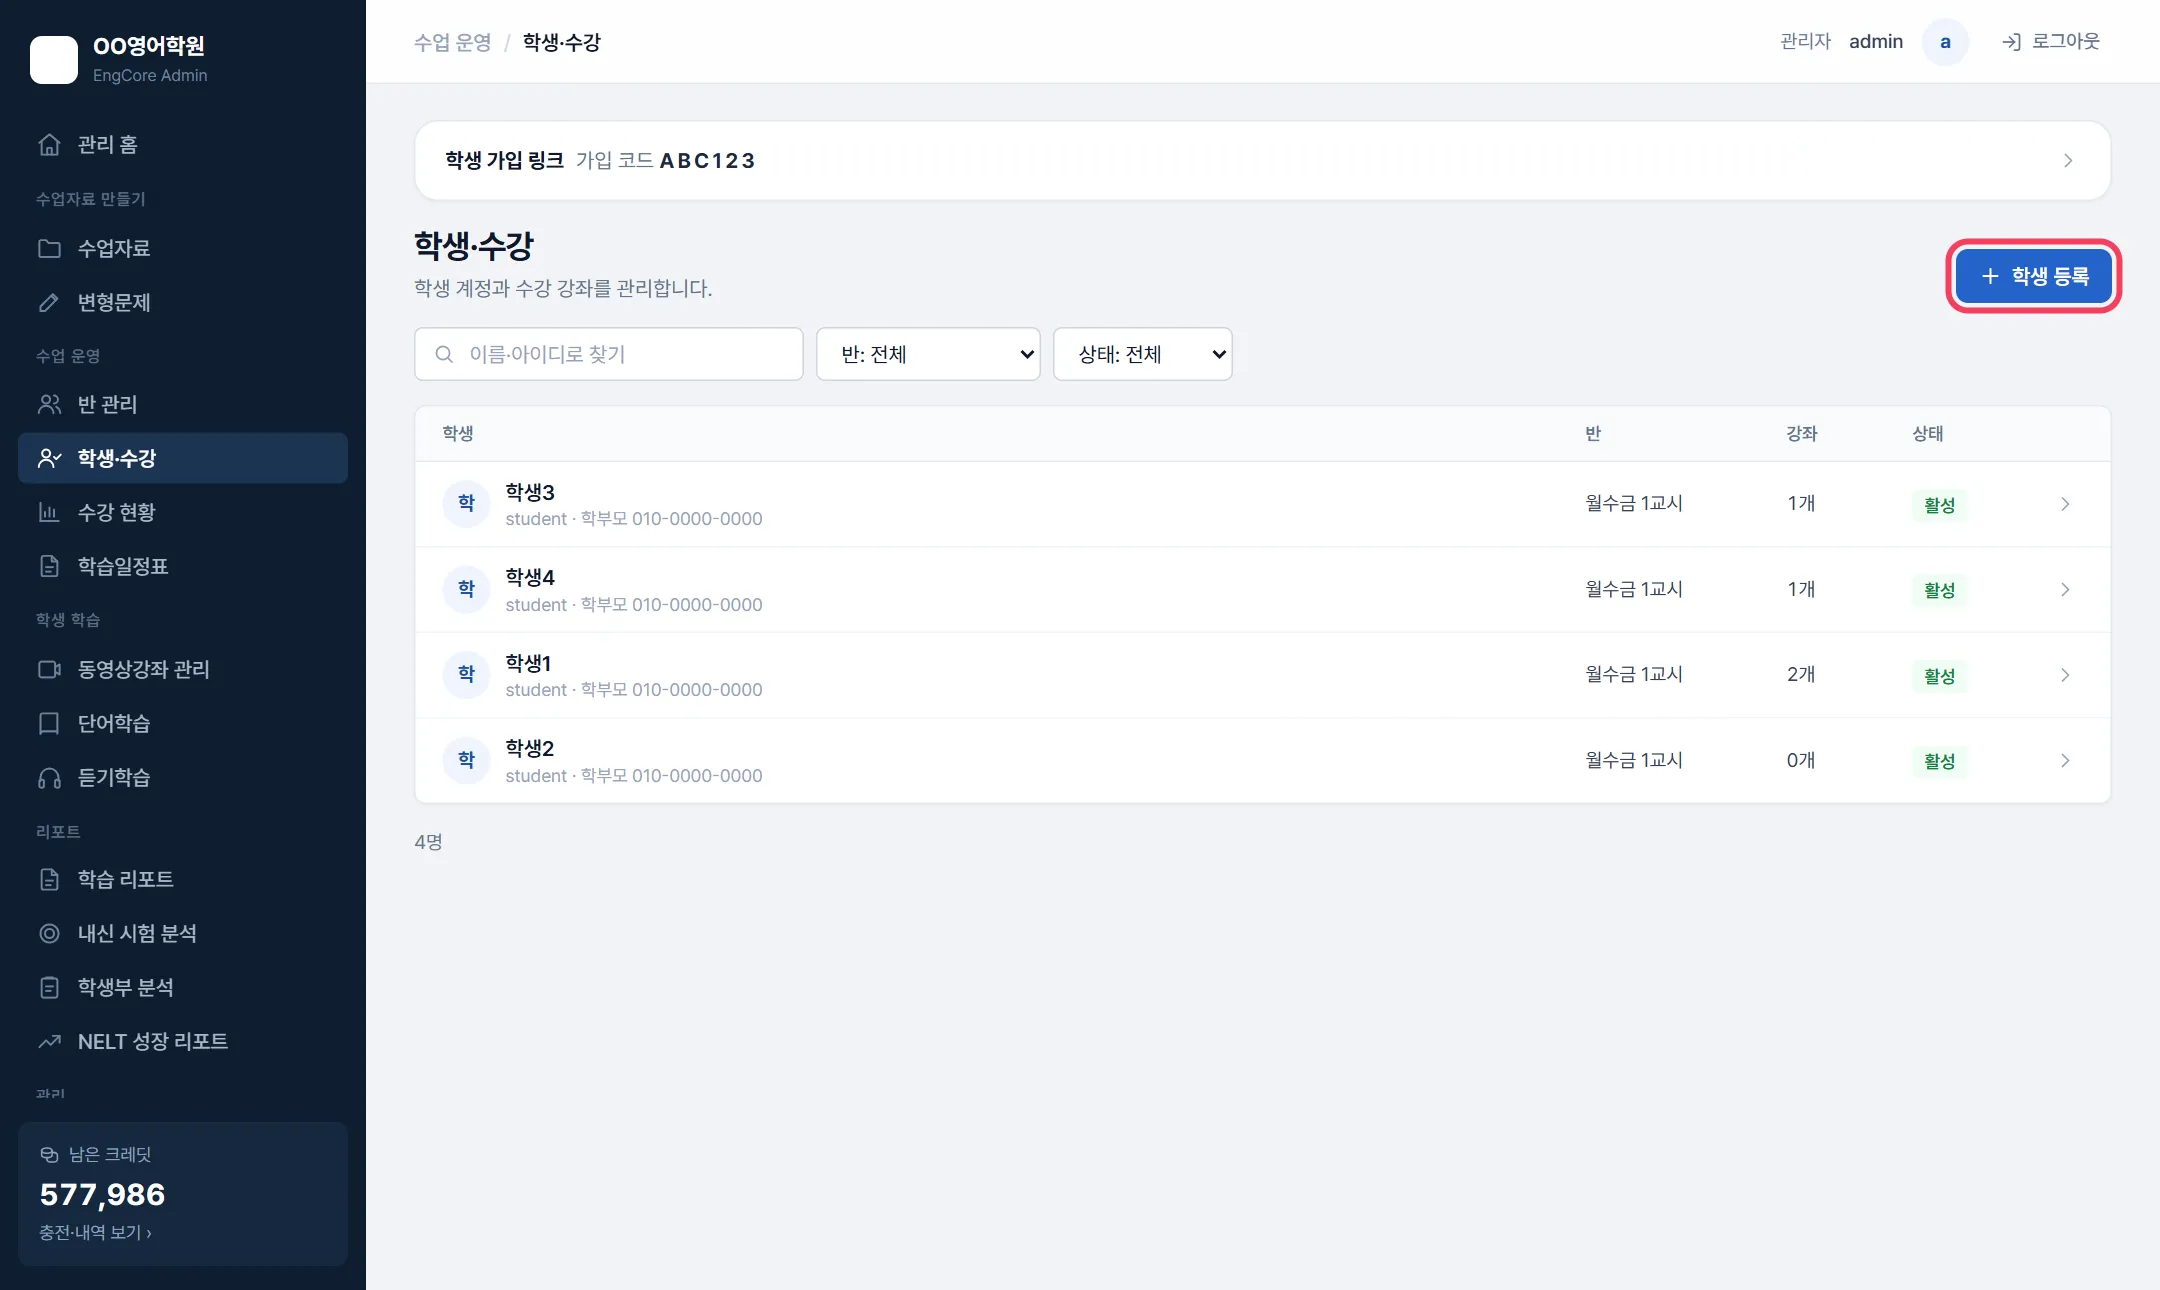 OO영어학원
EngCore Admin
관리 홈
수업자료 만들기
수업자료
변형문제
수업 운영
반 관리
학생·수강
수강 현황
학습일정표
학생 학습
동영상강좌 관리
단어학습
듣기학습
리포트
학습 리포트
내신 시험 분석
학생부 분석
NELT 성장 리포트
관리
남은 크레딧
577,986
충전·내역 보기 ›
수업 운영 / 학생·수강
관리자 admin a 로그아웃
학생 가입 링크 가입 코드 ABC123
학생·수강
학생 계정과 수강 강좌를 관리합니다.
+ 학생 등록
이름·아이디로 찾기 반: 전체 상태: 전체
학생 반 강좌 상태
학 학생3 월수금 1교시 1개 활성
student · 학부모 010-0000-0000
학 학생4 월수금 1교시 1개 활성
student · 학부모 010-0000-0000
학 학생1 월수금 1교시 2개 활성
student · 학부모 010-0000-0000
학 학생2 월수금 1교시 0개 활성
student · 학부모 010-0000-0000
4명